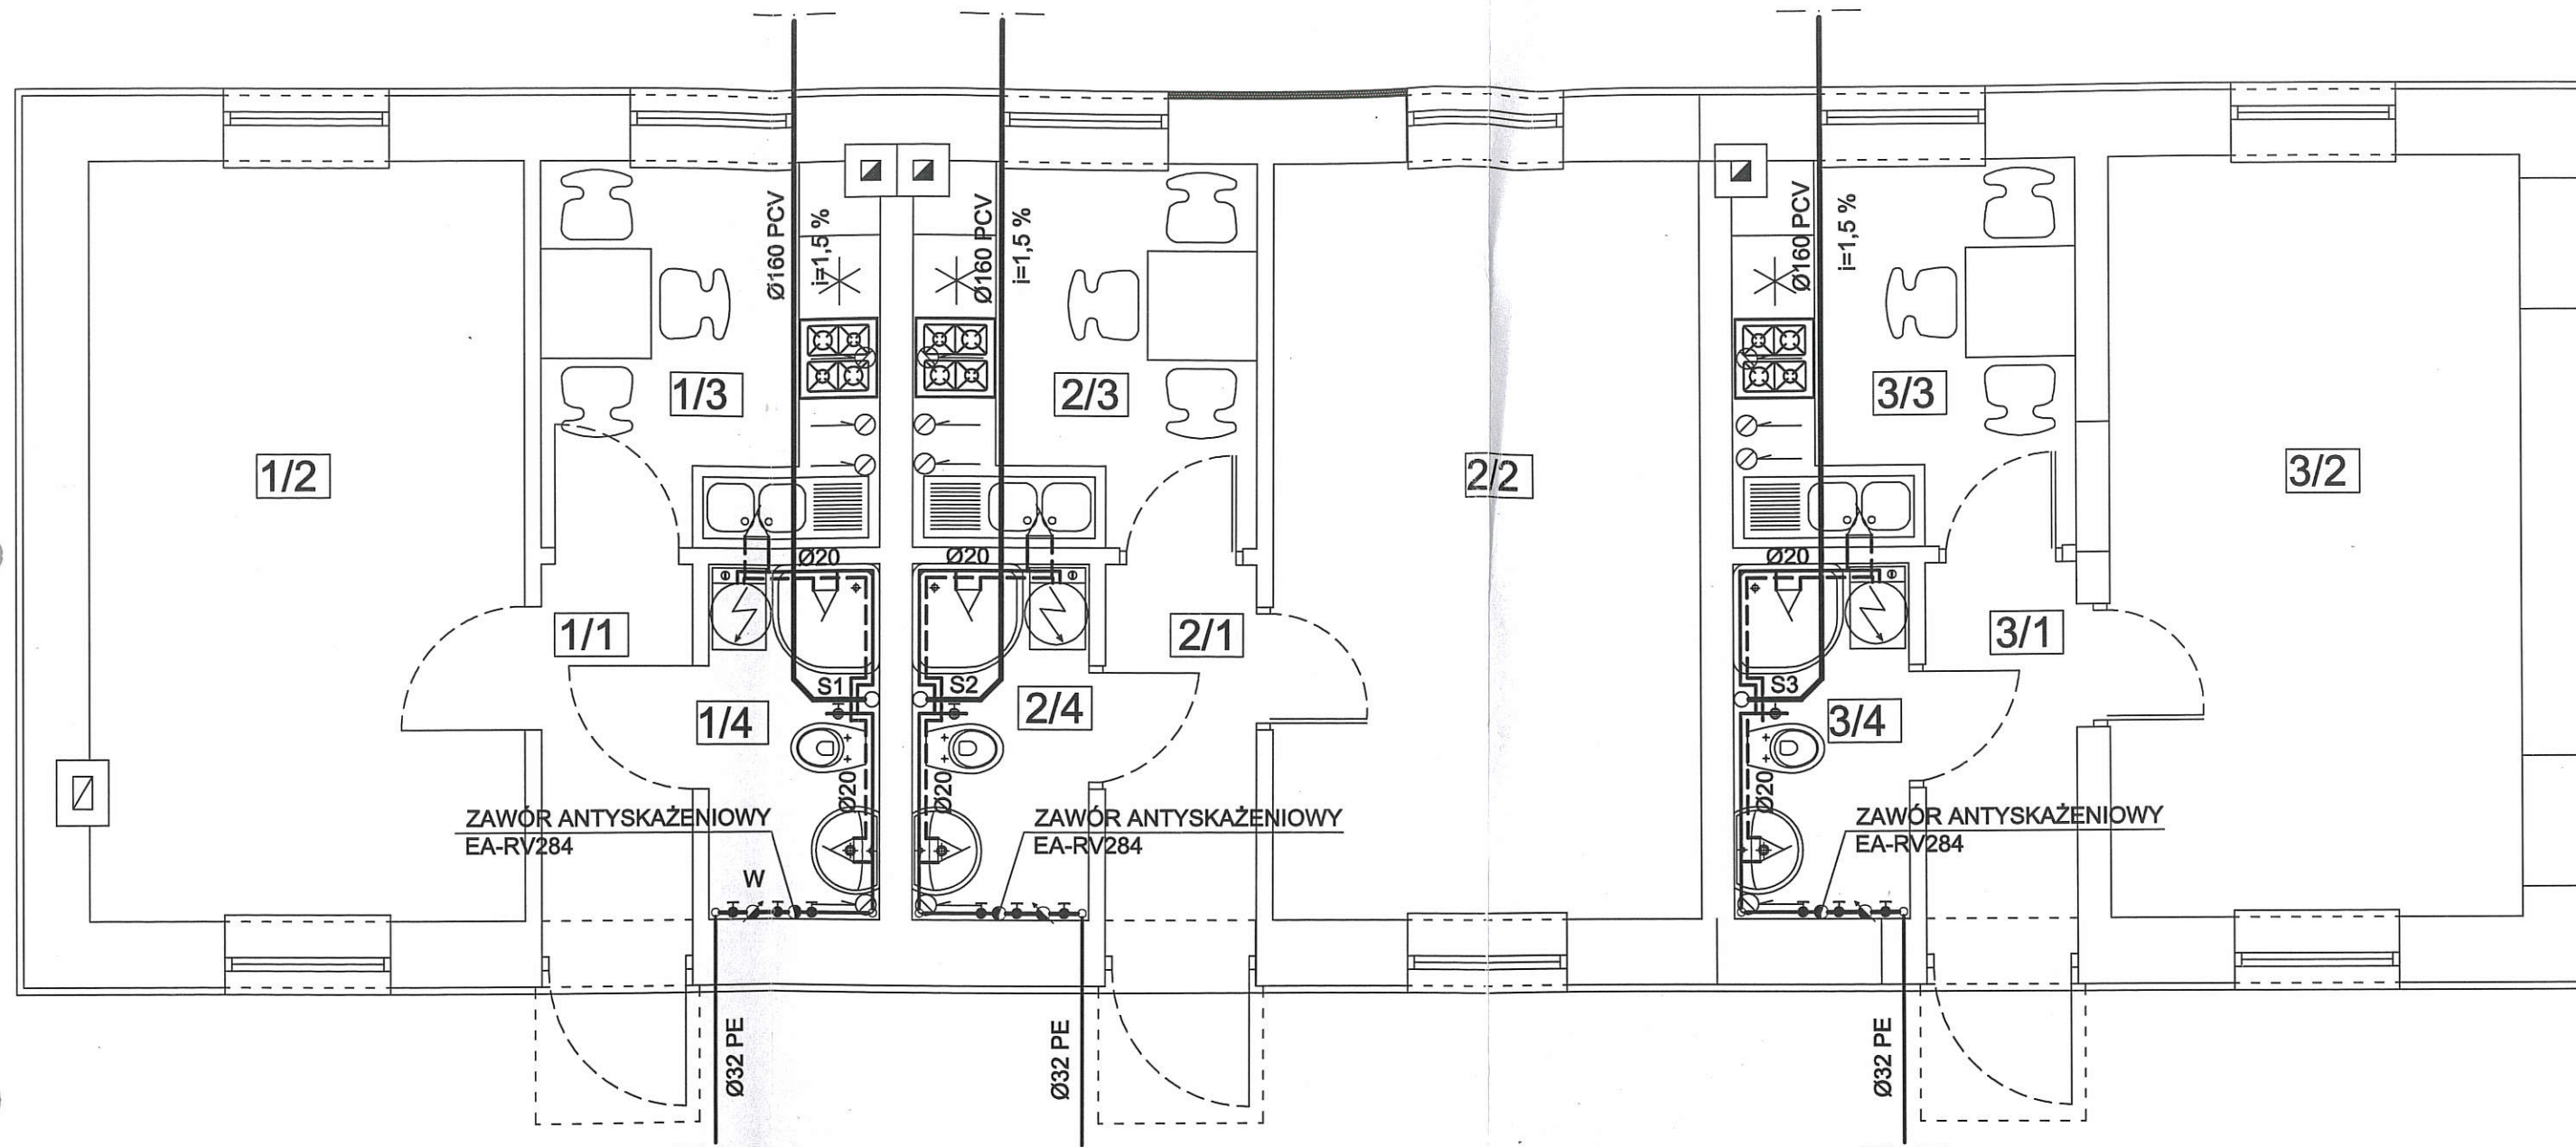 Ø160 PCV
i=1,5 %
Ø160 PCV
i=1,5 %
Ø160 PCV
i=1,5 %
1/3
2/3
3/3
1/2
2/2
3/2
Ø20
Ø20
Ø20
1/1
2/1
3/1
S1
S2
S3
1/4
2/4
3/4
Ø20
Ø20
Ø20
ZAWÓR ANTYSKAŻENIOWY
EA-RV284
ZAWÓR ANTYSKAŻENIOWY
EA-RV284
ZAWÓR ANTYSKAŻENIOWY
EA-RV284
W
Ø32 PE
Ø32 PE
Ø32 PE